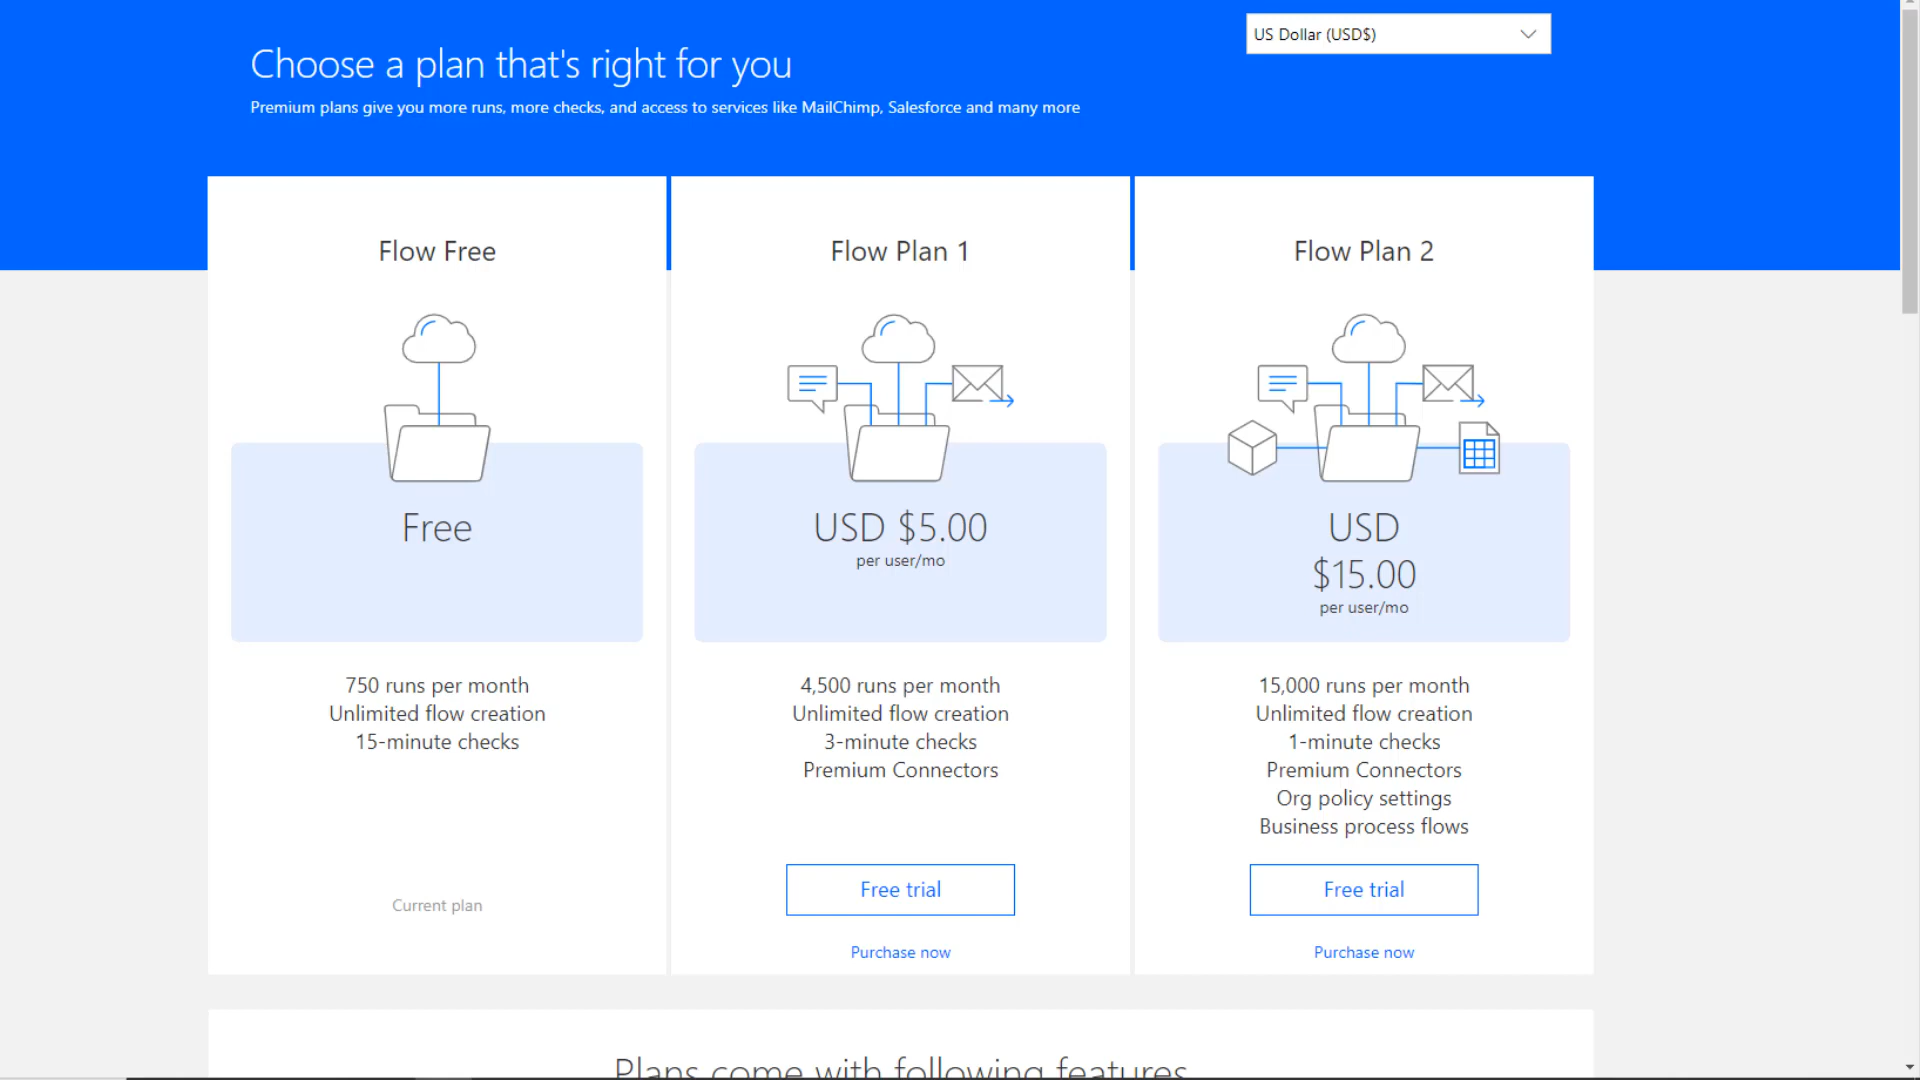 US Dollar (USD$)
Choose a plan that's right for you
Premium plans give you more runs, more checks, and access to services like MailChimp, Salesforce and many more
Flow Free
Free
750 runs per month
Unlimited flow creation
15-minute checks
Current plan
Flow Plan 1
USD $5.00
per user/mo
4,500 runs per month
Unlimited flow creation
3-minute checks
Premium Connectors
Free trial
Purchase now
Flow Plan 2
USD
$15.00
per user/mo
15,000 runs per month
Unlimited flow creation
1-minute checks
Premium Connectors
Org policy settings
Business process flows
Free trial
Purchase now
Plans come with following features